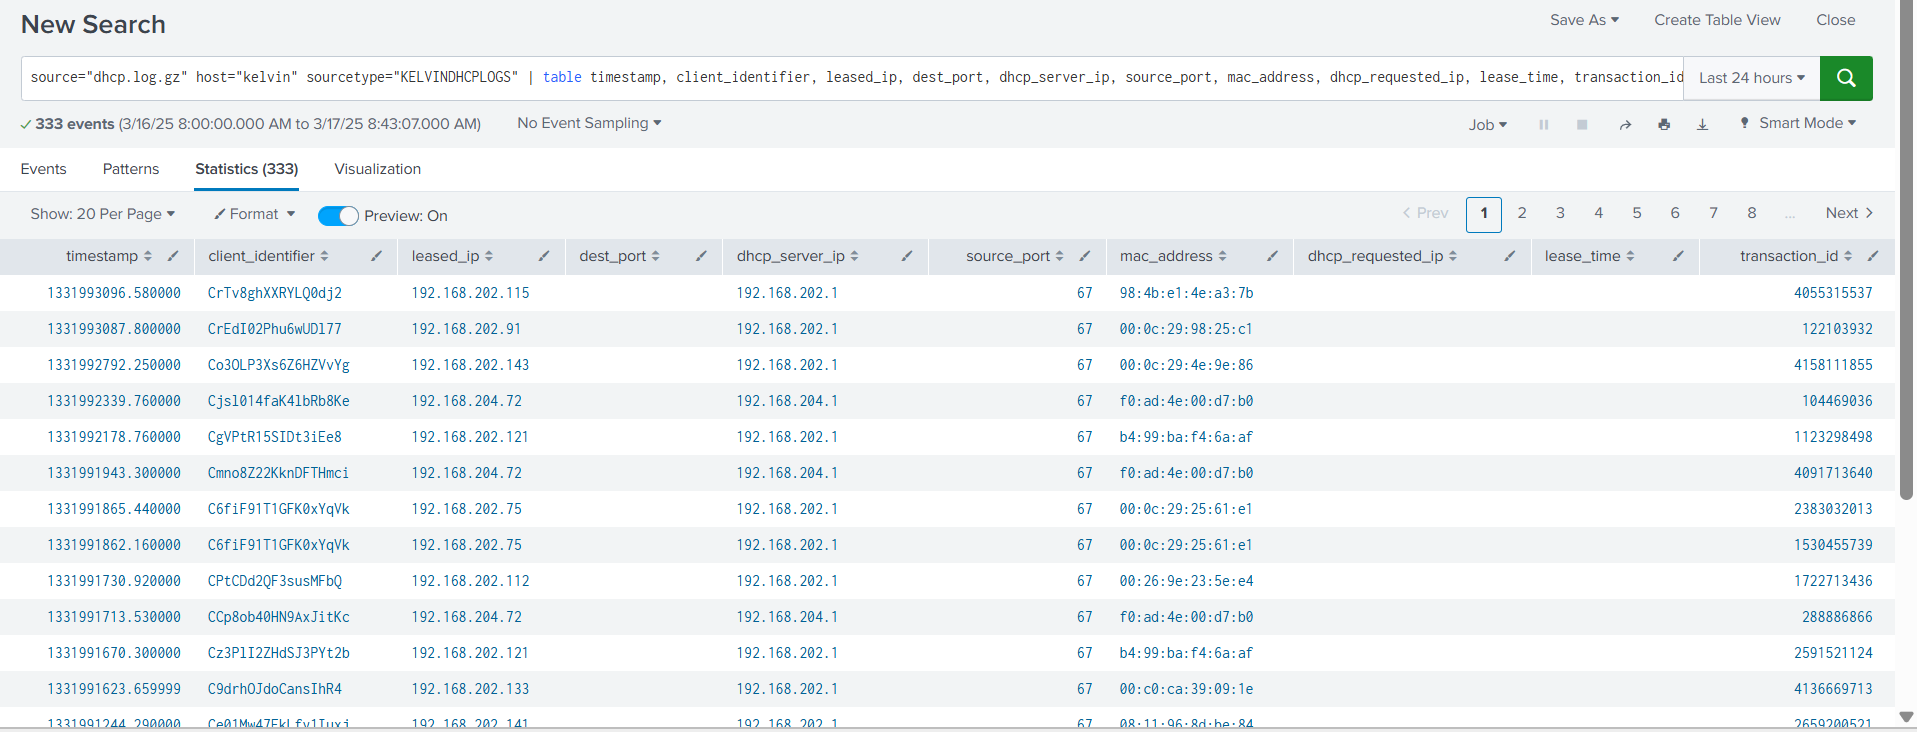 New Search
Save As
Create Table View
Close
source="dhcp.log.gz" host="kelvin" sourcetype="KELVINDHCPLOGS" | table timestamp, client_identifier, leased_ip, dest_port, dhcp_server_ip, source_port, mac_address, dhcp_requested_ip, lease_time, transaction_id
Last 24 hours
333 events (3/16/25 8:00:00.000 AM to 3/17/25 8:43:07.000 AM)
No Event Sampling
Job
Smart Mode
Events
Patterns
Statistics (333)
Visualization
Show: 20 Per Page
Format
Preview: On
Prev 1 2 3 4 5 6 7 8 ... Next
timestamp client_identifier leased_ip dest_port dhcp_server_ip source_port mac_address dhcp_requested_ip lease_time transaction_id
1331993096.580000 CrTv8ghXXRYLQ0dj2 192.168.202.115 192.168.202.1 67 98:4b:e1:4e:a3:7b 4055315537
1331993087.800000 CrEdI02Phu6wUDl77 192.168.202.91 192.168.202.1 67 00:0c:29:98:25:c1 122103932
1331992792.250000 Co3OLP3Xs6Z6HZVvYg 192.168.202.143 192.168.202.1 67 00:0c:29:4e:9e:86 4158111855
1331992339.760000 Cjsl014faK4lbRb8Ke 192.168.204.72 192.168.204.1 67 f0:ad:4e:00:d7:b0 104469036
1331992178.760000 CgVPtR15SIDt3iEe8 192.168.202.121 192.168.202.1 67 b4:99:ba:f4:6a:af 1123298498
1331991943.300000 Cmno8Z22KknDFTHmci 192.168.204.72 192.168.204.1 67 f0:ad:4e:00:d7:b0 4091713640
1331991865.440000 C6fiF91T1GFK0xYqVk 192.168.202.75 192.168.202.1 67 00:0c:29:25:61:e1 2383032013
1331991862.160000 C6fiF91T1GFK0xYqVk 192.168.202.75 192.168.202.1 67 00:0c:29:25:61:e1 1530455739
1331991730.920000 CPtCDd2QF3susMFbQ 192.168.202.112 192.168.202.1 67 00:26:9e:23:5e:e4 1722713436
1331991713.530000 CCp8ob40HN9AxJitKc 192.168.204.72 192.168.204.1 67 f0:ad:4e:00:d7:b0 288886866
1331991670.300000 Cz3PlI2ZHdSJ3PYt2b 192.168.202.121 192.168.202.1 67 b4:99:ba:f4:6a:af 2591521124
1331991623.659999 C9drhOJdoCansIhR4 192.168.202.133 192.168.202.1 67 00:c0:ca:39:09:1e 4136669713
1331991244.290000 192.168.202.141 192.168.202.1 67 08:11:96:8d:be:84 2659200521